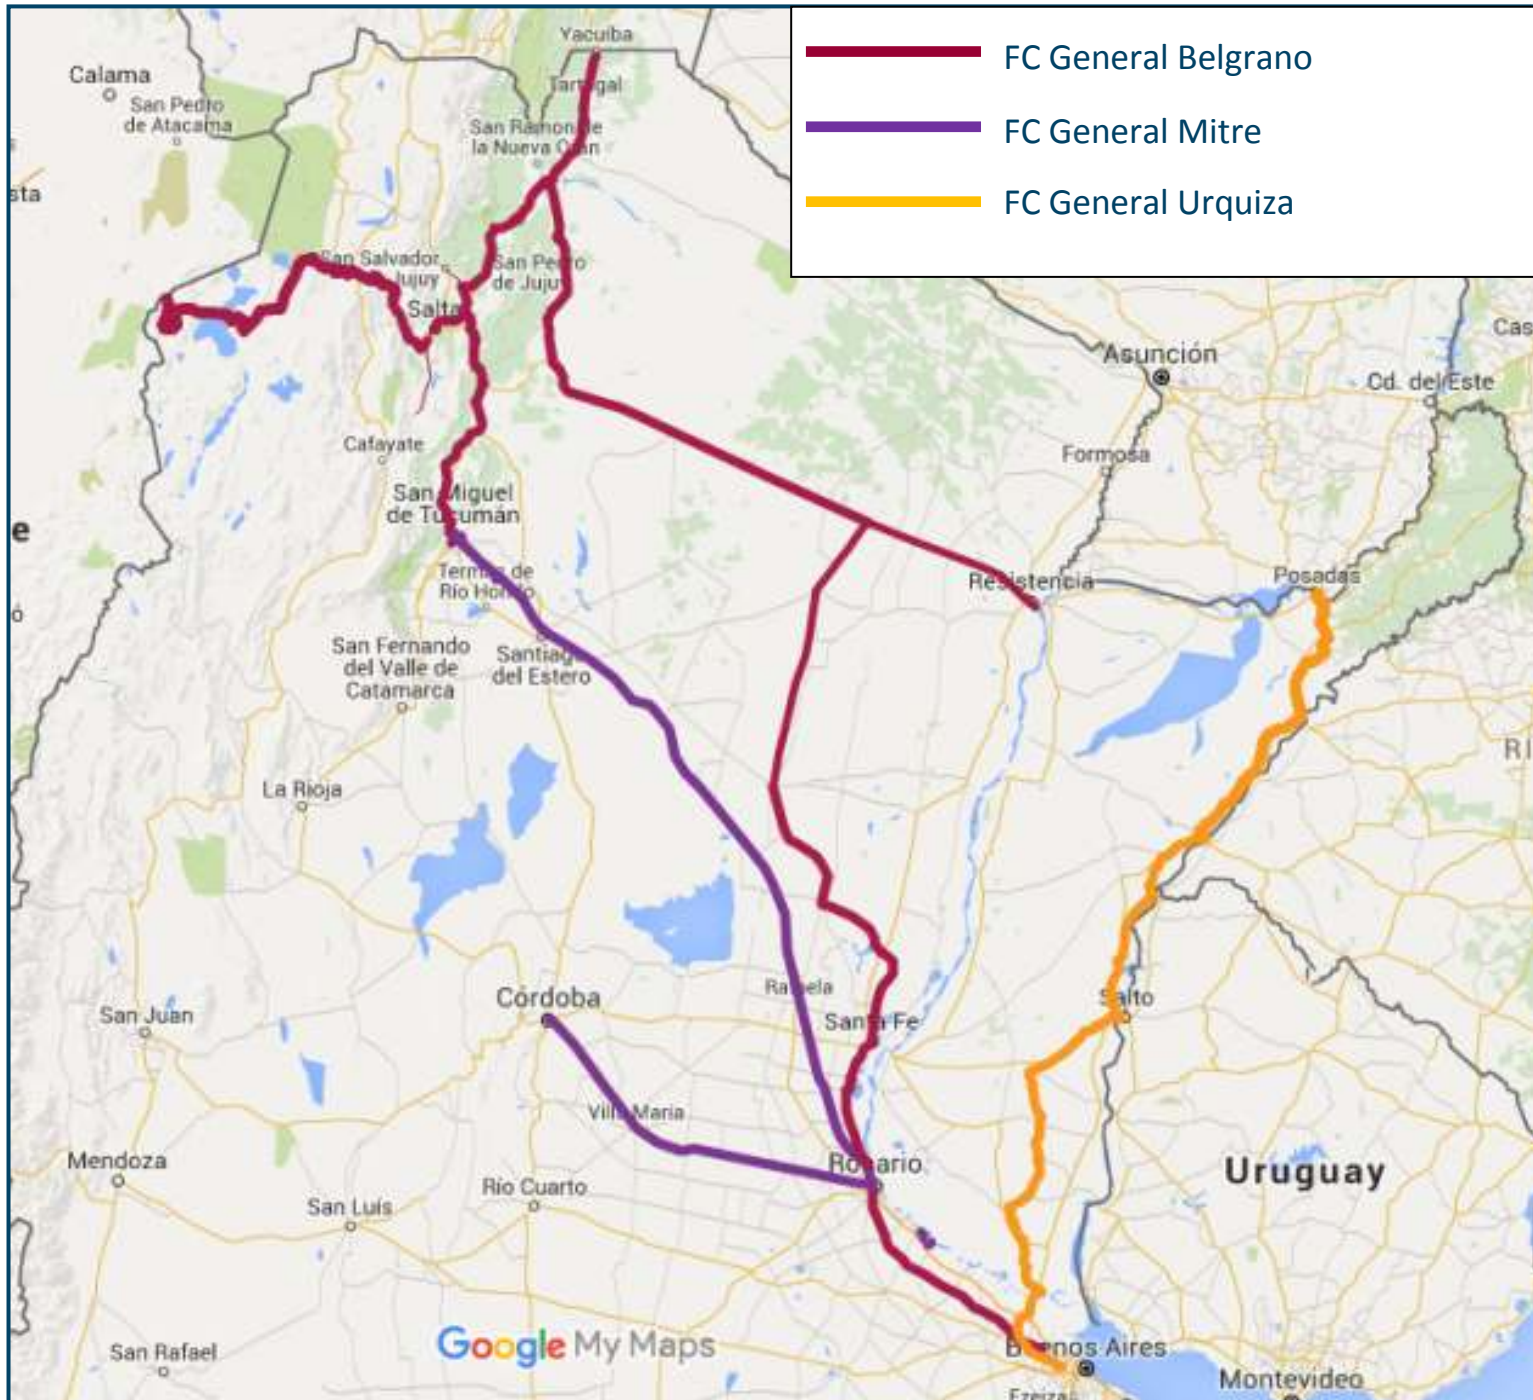 FC General Belgrano
FC General Mitre
FC General Urquiza
Yacuiba
Calama
Tartagal
San Pedro
de Atacama
San Ramón de
la Nueva Orán
sta
San Salvador
Jujuy
San Pedro
de Jujuy
Salta
Cas
Asunción
Cd. del Este
Cafayate
Formosa
San Miguel
de Tucumán
e
Termas de
Río Hondo
Resistencia
Posadas
ó
San Fernando
del Valle de
Catamarca
Santiago
del Estero
RI
La Rioja
Rafaela
Córdoba
Salto
San Juan
Santa Fe
Villa María
Mendoza
Rosario
Río Cuarto
Uruguay
San Luis
Google My Maps
San Rafael
Buenos Aires
Montevideo
Ezeiza